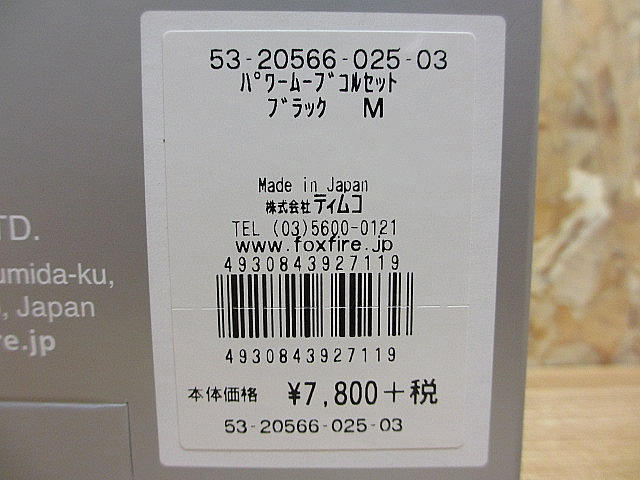 53-20566-025-03
ﾊﾟﾜｰﾑｰﾌﾞｺﾙｾｯﾄ
ﾌﾞﾗｯｸ M
Made in Japan
株式会社ティムコ
TEL (03)5600-0121
www.foxfire.jp
4930843927119
4930843927119
本体価格 ¥7,800+税
53-20566-025-03
TD.
umida-ku,
, Japan
re.jp